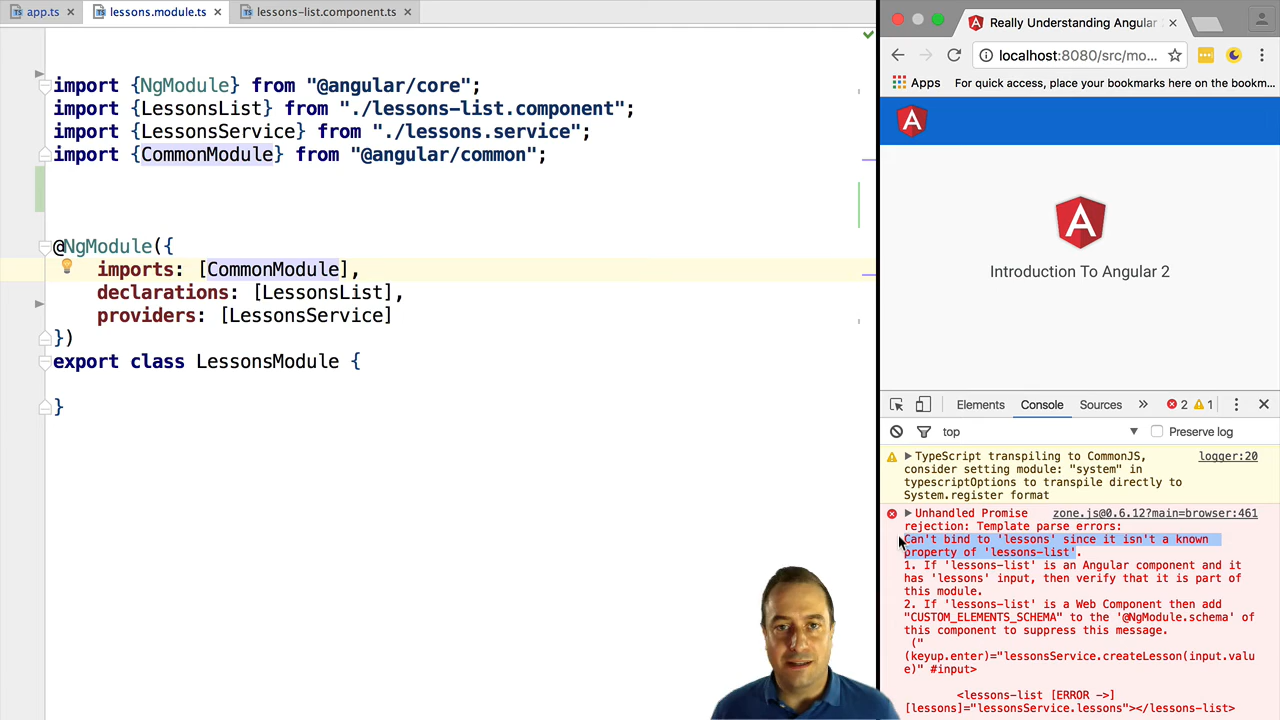 app.ts
lessons.module.ts
lessons-list.component.ts
import {NgModule} from "@angular/core";
import {LessonsList} from "./lessons-list.component";
import {LessonsService} from "./lessons.service";
import {CommonModule} from "@angular/common";
@NgModule({
imports: [CommonModule],
declarations: [LessonsList],
providers: [LessonsService]
})
export class LessonsModule {
}
Really Understanding Angular
localhost:8080/src/mo...
Apps For quick access, place your bookmarks here on the bookm...
A
A
Introduction To Angular 2
Elements Console Sources » 2 1
top Preserve log
TypeScript transpiling to CommonJS, logger:20
consider setting module: "system" in
typescriptOptions to transpile directly to
System.register format
Unhandled Promise zone.js@0.6.12?main=browser:461
rejection: Template parse errors:
Can't bind to 'lessons' since it isn't a known
property of 'lessons-list'.
1. If 'lessons-list' is an Angular component and it
has 'lessons' input, then verify that it is part of
this module.
2. If 'lessons-list' is a Web Component then add
"CUSTOM_ELEMENTS_SCHEMA" to the '@NgModule.schema' of
this component to suppress this message.
("
(keyup.enter)="lessonsService.createLesson(input.valu
e)" #input>
<lessons-list [ERROR ->]
[lessons]="lessonsService.lessons"></lessons-list>